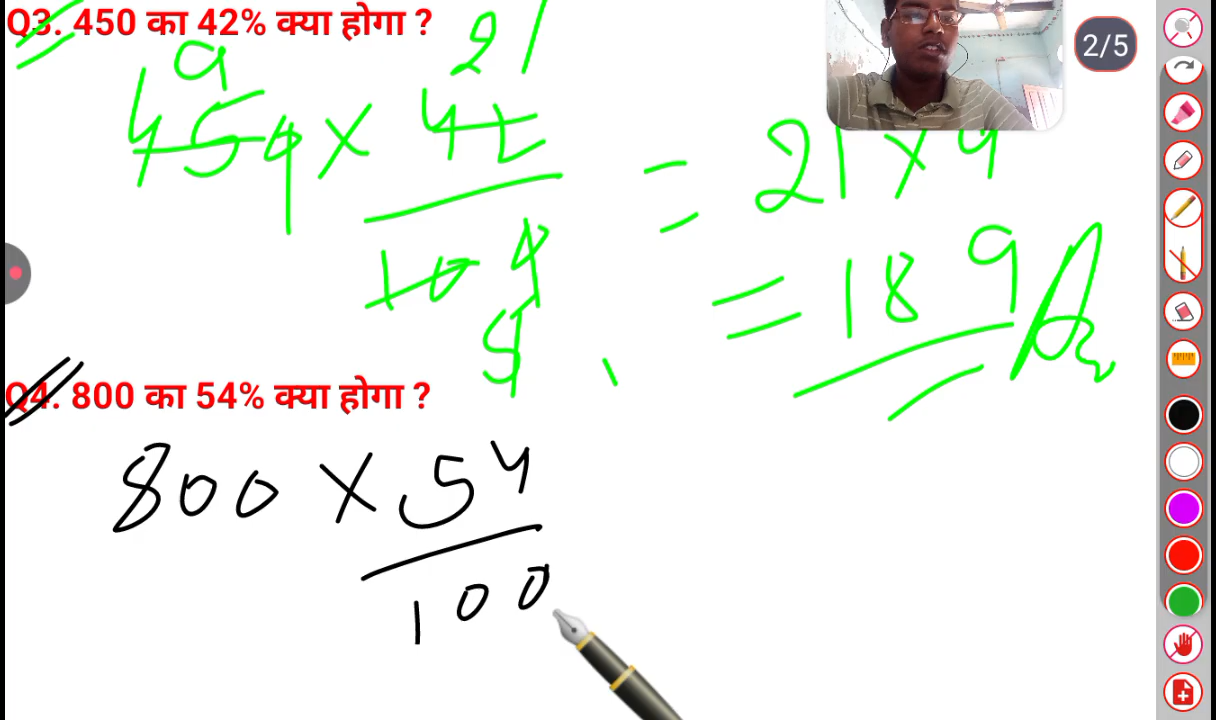 Q3. 450 का 42% क्या होगा ?
2/5
9 21
450 × 42
100
5
= 21 × 9
= 189 Ans
Q4. 800 का 54% क्या होगा ?
800 × 54
100